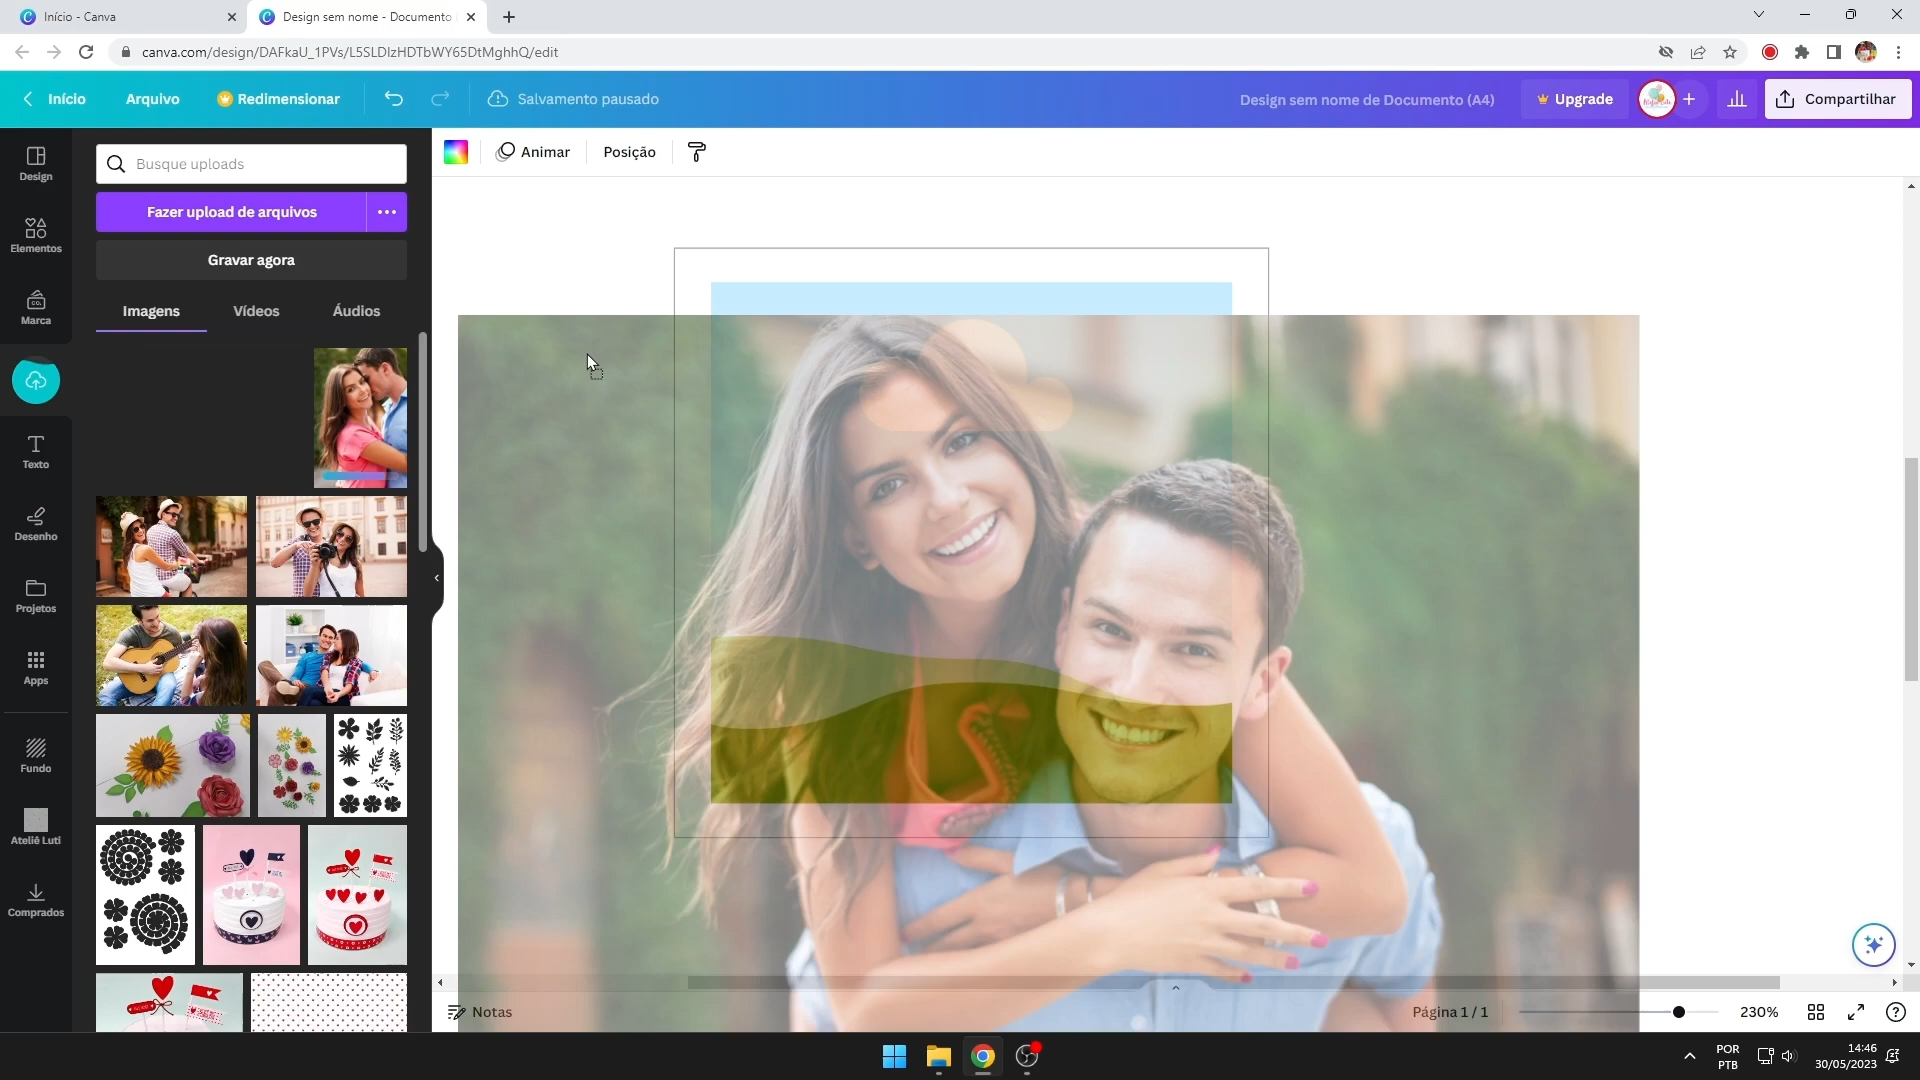 Início - Canva
Design sem nome - Documento
canva.com/design/DAFkaU_1PVs/L5SLDlzHDTbWY65DtMghhQ/edit
Início
Arquivo
Redimensionar
Salvamento pausado
Design sem nome de Documento (A4)
Upgrade
Compartilhar
Animar
Posição
Design
Elementos
Marca
Texto
Desenho
Projetos
Apps
Fundo
Ateliê Luti
Comprados
Busque uploads
Fazer upload de arquivos
Gravar agora
Imagens
Vídeos
Áudios
Notas
Página 1 / 1
230%
POR
PTB
14:46
30/05/2023